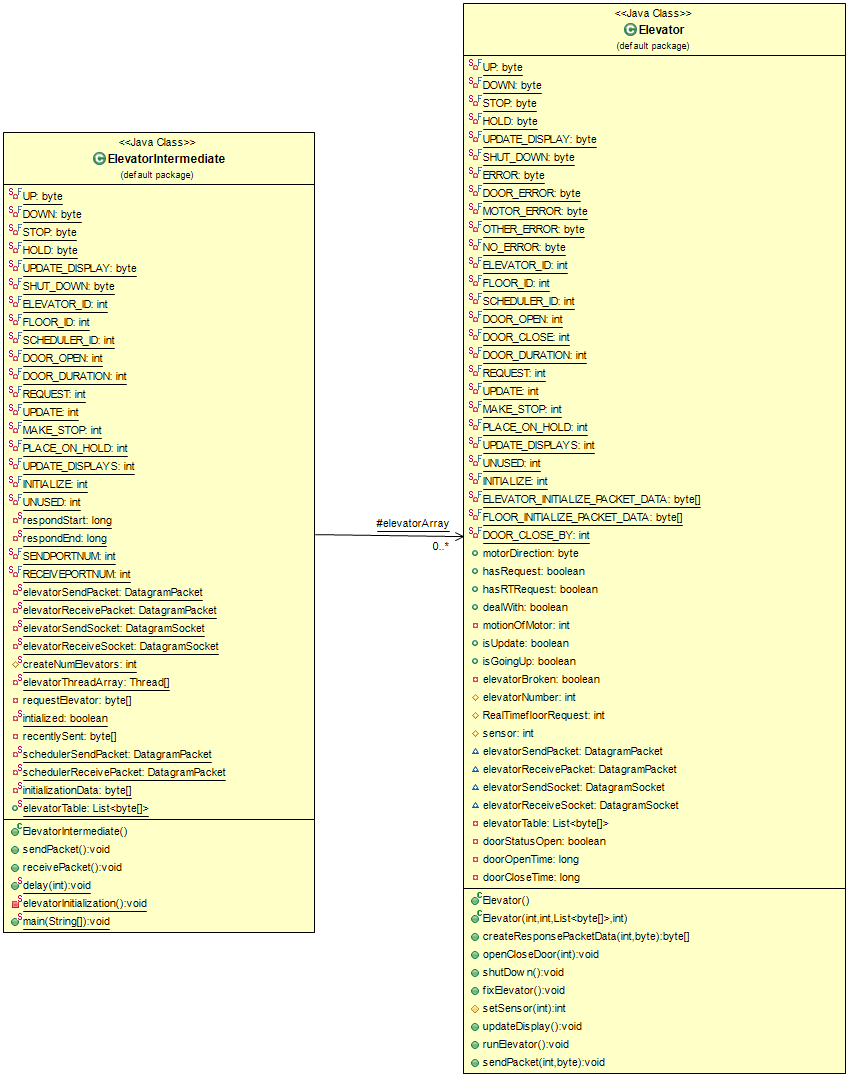 <<Java Class>>
ElevatorIntermediate
(default package)
UP: byte
DOWN: byte
STOP: byte
HOLD: byte
UPDATE_DISPLAY: byte
SHUT_DOWN: byte
ELEVATOR_ID: int
FLOOR_ID: int
SCHEDULER_ID: int
DOOR_OPEN: int
DOOR_DURATION: int
REQUEST: int
UPDATE: int
MAKE_STOP: int
PLACE_ON_HOLD: int
UPDATE_DISPLAYS: int
INITIALIZE: int
UNUSED: int
respondStart: long
respondEnd: long
SENDPORTNUM: int
RECEIVEPORTNUM: int
elevatorSendPacket: DatagramPacket
elevatorReceivePacket: DatagramPacket
elevatorSendSocket: DatagramSocket
elevatorReceiveSocket: DatagramSocket
createNumElevators: int
elevatorThreadArray: Thread[]
requestElevator: byte[]
intialized: boolean
recentlySent: byte[]
schedulerSendPacket: DatagramPacket
schedulerReceivePacket: DatagramPacket
initializationData: byte[]
elevatorTable: List<byte[]>
ElevatorIntermediate()
sendPacket():void
receivePacket():void
delay(int):void
elevatorInitialization():void
main(String[]):void
#elevatorArray
0..*
<<Java Class>>
Elevator
(default package)
UP: byte
DOWN: byte
STOP: byte
HOLD: byte
UPDATE_DISPLAY: byte
SHUT_DOWN: byte
ERROR: byte
DOOR_ERROR: byte
MOTOR_ERROR: byte
OTHER_ERROR: byte
NO_ERROR: byte
ELEVATOR_ID: int
FLOOR_ID: int
SCHEDULER_ID: int
DOOR_OPEN: int
DOOR_CLOSE: int
DOOR_DURATION: int
REQUEST: int
UPDATE: int
MAKE_STOP: int
PLACE_ON_HOLD: int
UPDATE_DISPLAYS: int
UNUSED: int
INITIALIZE: int
ELEVATOR_INITIALIZE_PACKET_DATA: byte[]
FLOOR_INITIALIZE_PACKET_DATA: byte[]
DOOR_CLOSE_BY: int
motorDirection: byte
hasRequest: boolean
hasRTRequest: boolean
dealWith: boolean
motionOfMotor: int
isUpdate: boolean
isGoingUp: boolean
elevatorBroken: boolean
elevatorNumber: int
RealTimefloorRequest: int
sensor: int
elevatorSendPacket: DatagramPacket
elevatorReceivePacket: DatagramPacket
elevatorSendSocket: DatagramSocket
elevatorReceiveSocket: DatagramSocket
elevatorTable: List<byte[]>
doorStatusOpen: boolean
doorOpenTime: long
doorCloseTime: long
Elevator()
Elevator(int,int,List<byte[]>,int)
createResponsePacketData(int,byte):byte[]
openCloseDoor(int):void
shutDown():void
fixElevator():void
setSensor(int):int
updateDisplay():void
runElevator():void
sendPacket(int,byte):void